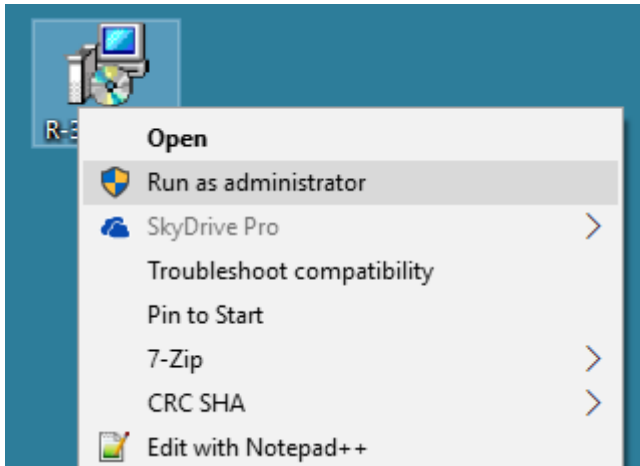 R-3
Open
Run as administrator
SkyDrive Pro
Troubleshoot compatibility
Pin to Start
7-Zip
CRC SHA
Edit with Notepad++